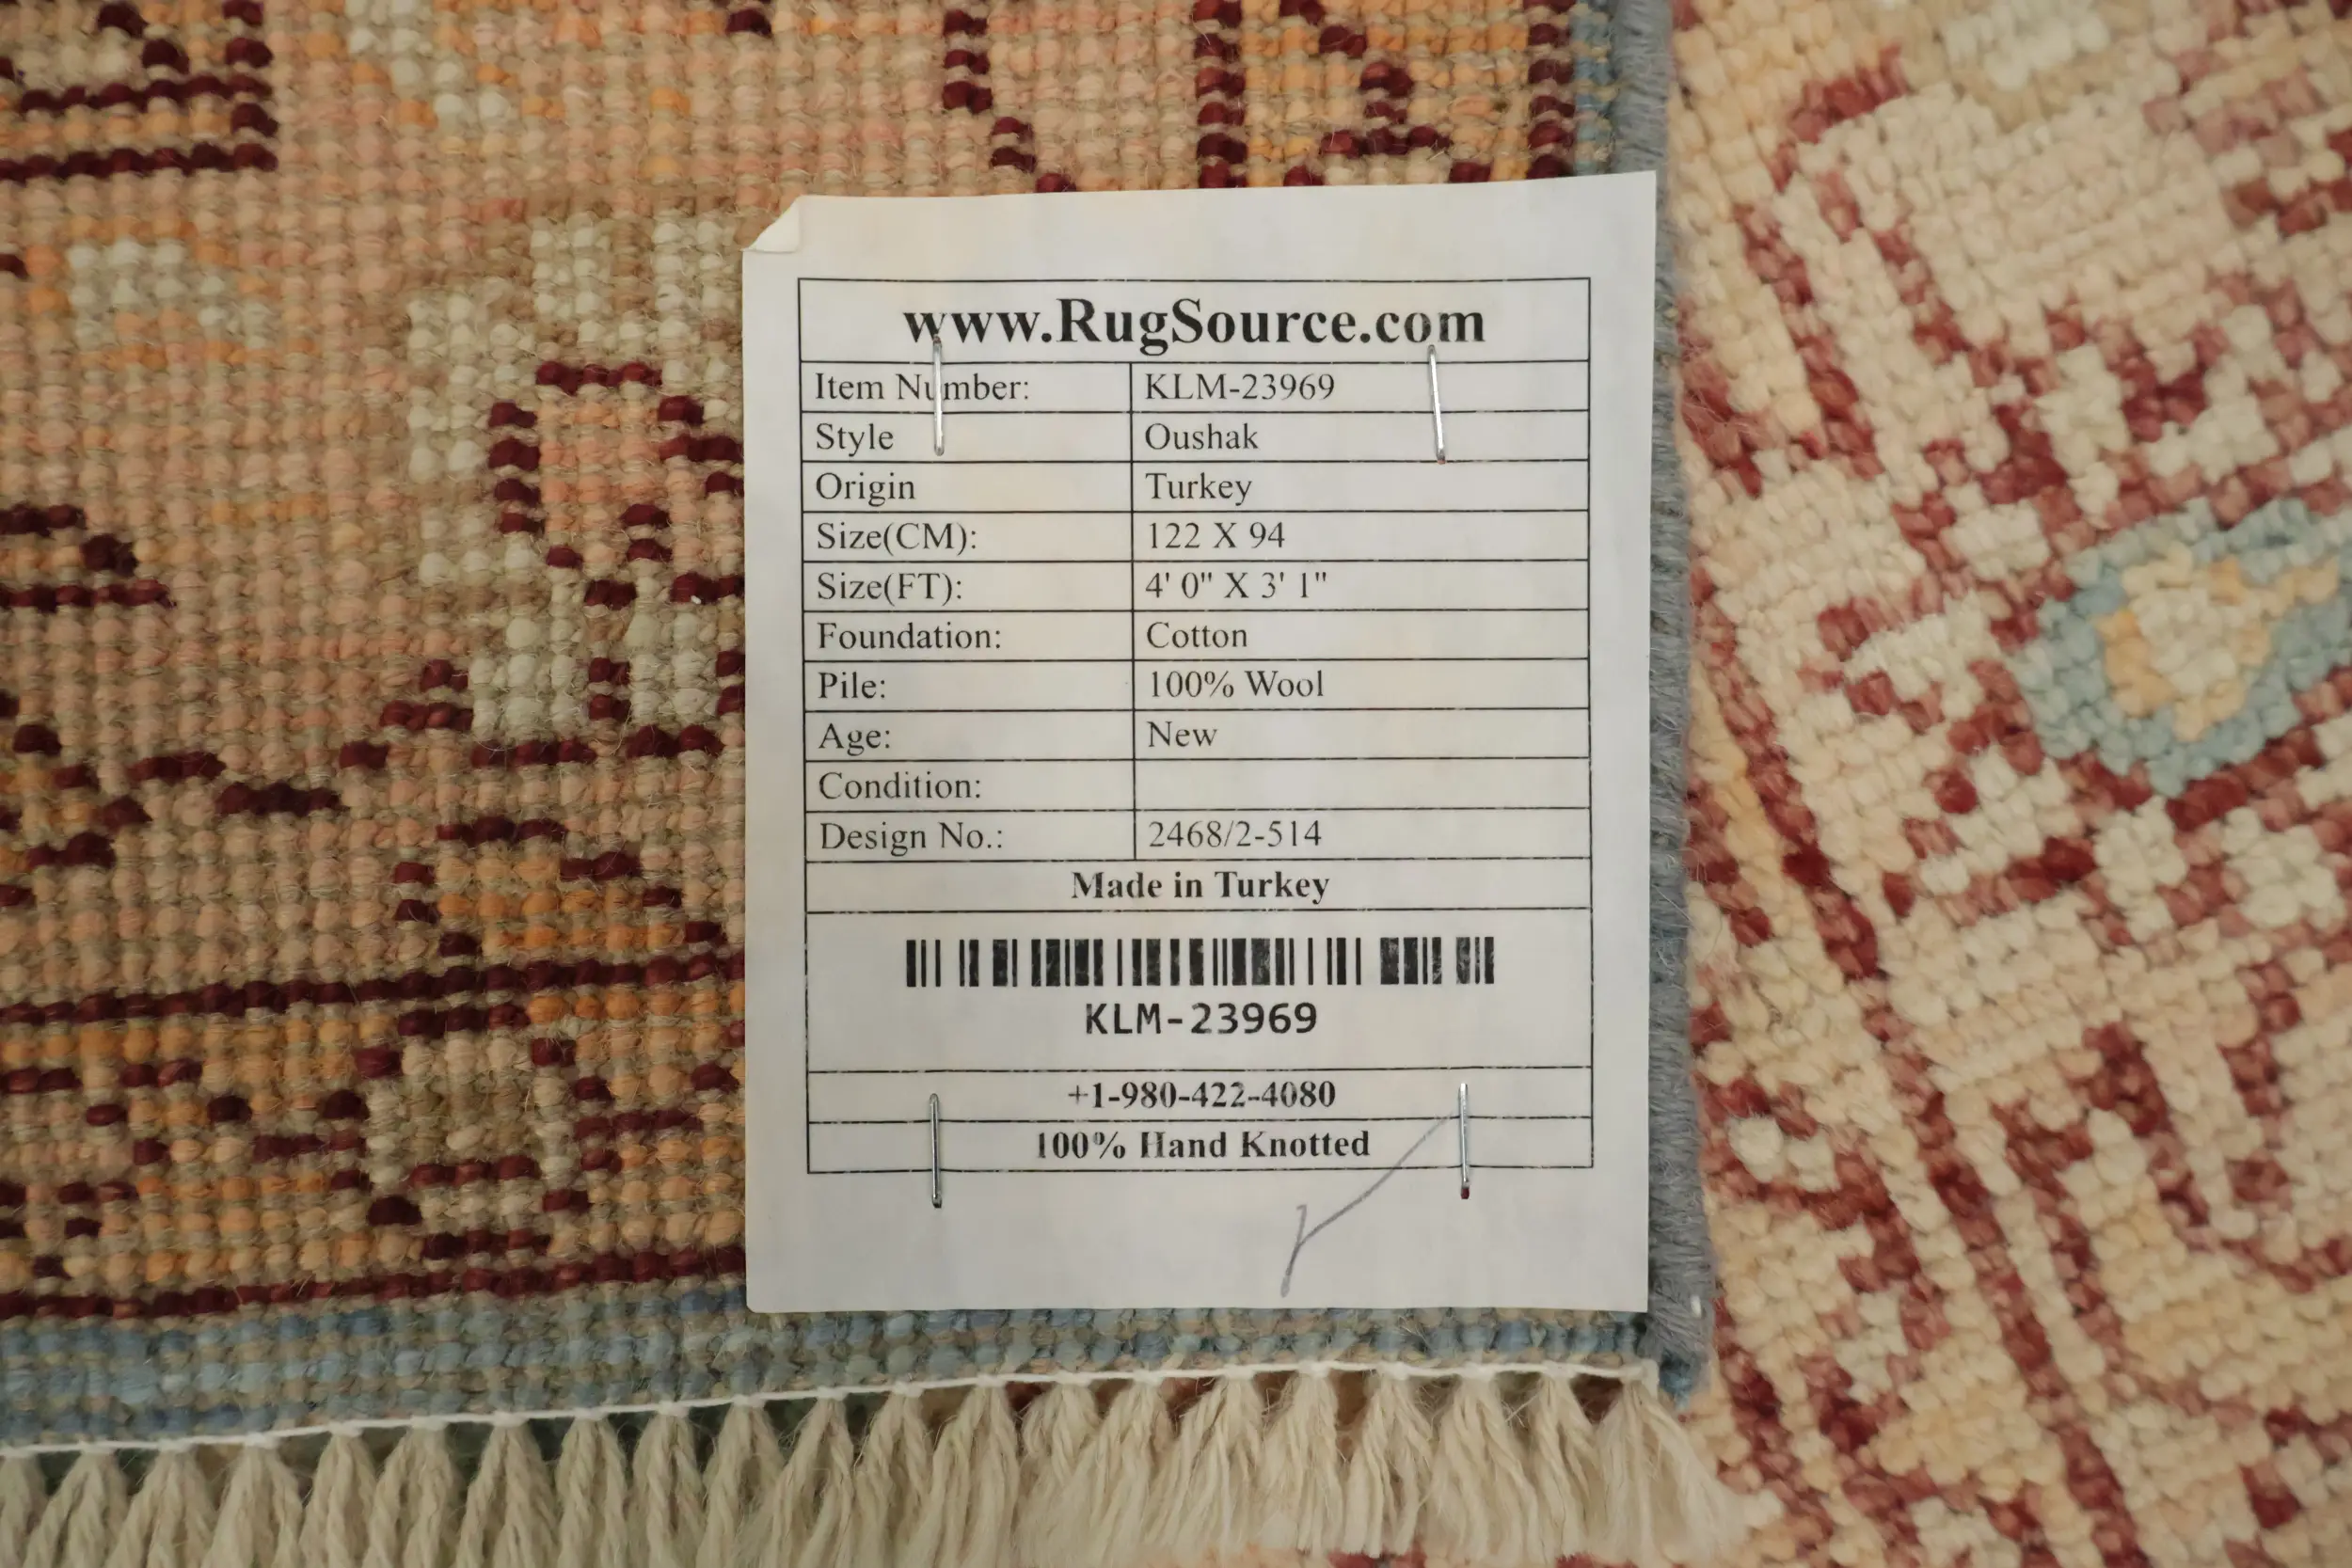 www.RugSource.com
Item Number: KLM-23969
Style Oushak
Origin Turkey
Size(CM): 122 X 94
Size(FT): 4' 0" X 3' 1"
Foundation: Cotton
Pile: 100% Wool
Age: New
Condition:
Design No.: 2468/2-514
Made in Turkey
KLM-23969
+1-980-422-4080
100% Hand Knotted